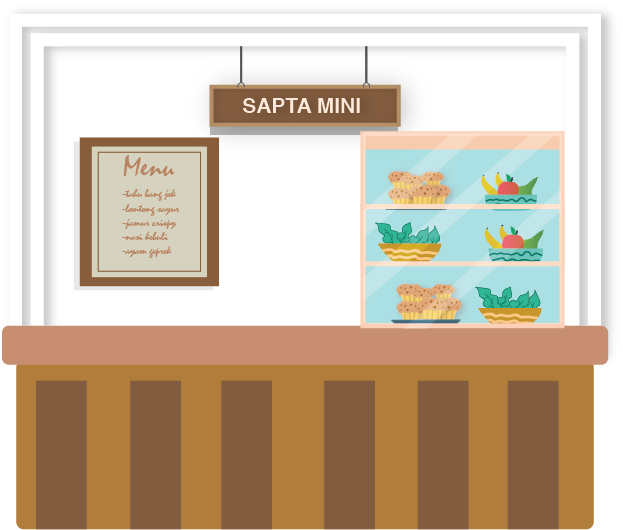 SAPTA MINI
Menu
-tahu bang jek
-lontong sayur
-jamur crispy
-nasi kebuli
-ayam geprek